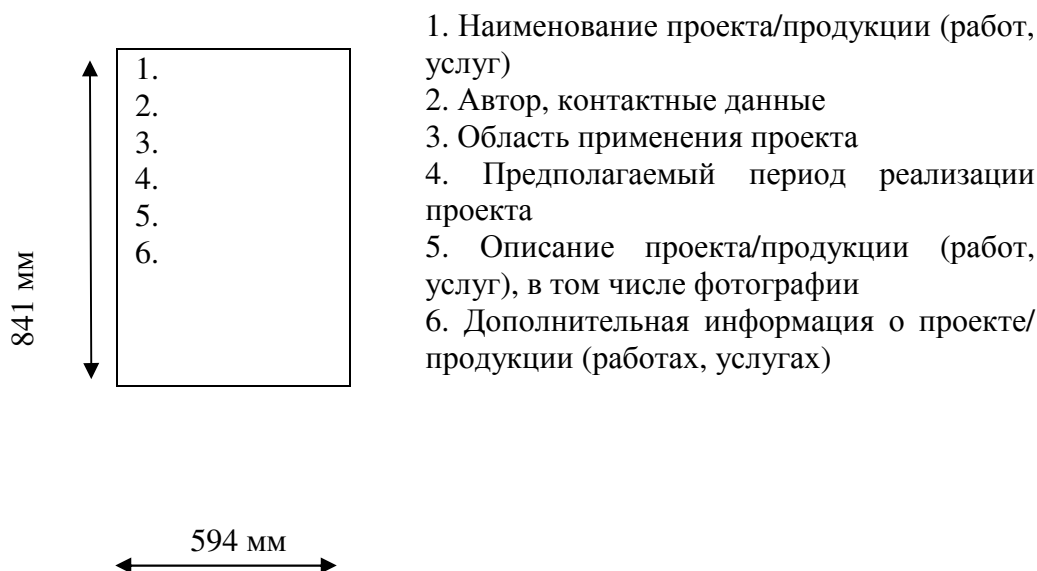 1. Наименование проекта/продукции (работ,
услуг)
2. Автор, контактные данные
3. Область применения проекта
4. Предполагаемый период реализации
проекта
5. Описание проекта/продукции (работ,
услуг), в том числе фотографии
6. Дополнительная информация о проекте/
продукции (работах, услугах)
1.
2.
3.
4.
5.
6.
841 мм
594 мм